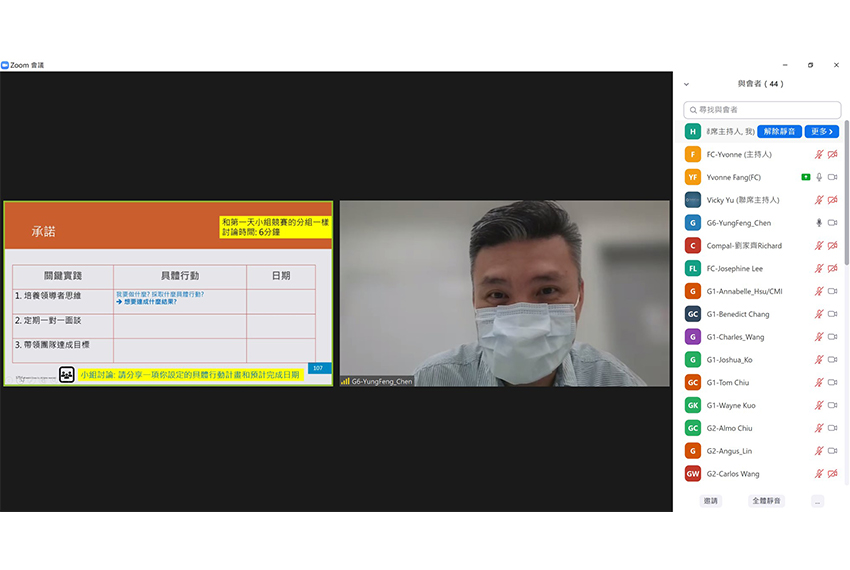 Zoom 會議
承諾
和第一天小組競賽的分組一樣
討論時間: 6分鐘
關鍵實踐 具體行動 日期
1. 培養領導者思維
我要做什麼? 採取什麼具體行動?
➔ 想要達成什麼結果?
2. 定期一對一面談
3. 帶領團隊達成目標
107
小組討論: 請分享一項你設定的具體行動計畫和預計完成日期
G6-YungFeng_Chen
與會者 ( 44 )
尋找與會者
H 席主持人, 我) 解除靜音 更多
F FC-Yvonne (主持人)
YF Yvonne Fang(FC)
Vicky Yu (聯席主持人)
G G6-YungFeng_Chen
C Compal-劉家齊Richard
FL FC-Josephine Lee
G G1-Annabelle_Hsu/CMI
GC G1-Benedict Chang
G G1-Charles_Wang
G G1-Joshua_Ko
GC G1-Tom Chiu
GK G1-Wayne Kuo
GC G2-Almo Chiu
G G2-Angus_Lin
GW G2-Carlos Wang
邀請 全體靜音 ...